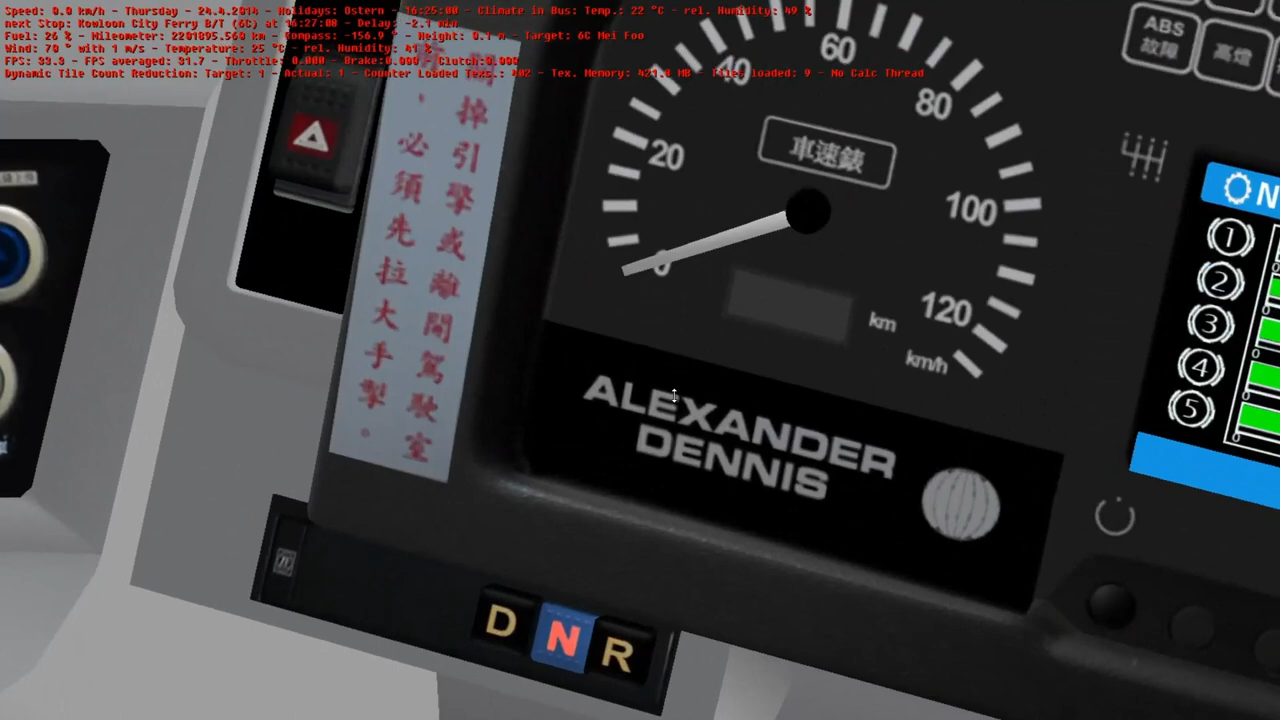 Speed: 0.0 km/h - Thursday - 24.4.2014 - Holidays: Ostern - 16:25:00 - Climate in Bus: Temp.: 22 °C - rel. Humidity: 49 %
next Stop: Kowloon City Ferry B/T (6C) at 16:27:08 - Delay: -2.1 min
Fuel: 26 % - Mileometer: 2201895.560 km - Compass: -156.9 ° - Height: 0.1 m - Target: 6C Mei Foo
Wind: 70 ° with 1 m/s - Temperature: 25 °C - rel. Humidity: 41 %
FPS: 33.3 - FPS averaged: 31.7 - Throttle: 0.000 - Brake:0.000 - Clutch:0.000
Dynamic Tile Count Reduction: Target: 1 - Actual: 1 - Counter Loaded Texs.: 402 - Tex. Memory: 421.8 MB - Tiles loaded: 9 - No Calc Thread
關掉引擎或離開駕駛室
，必須先拉大手掣。
0
20
40
60
80
100
120
車速錶
km
km/h
ALEXANDER
DENNIS
ABS
故障
高燈
N
1
2
3
4
5
D N R